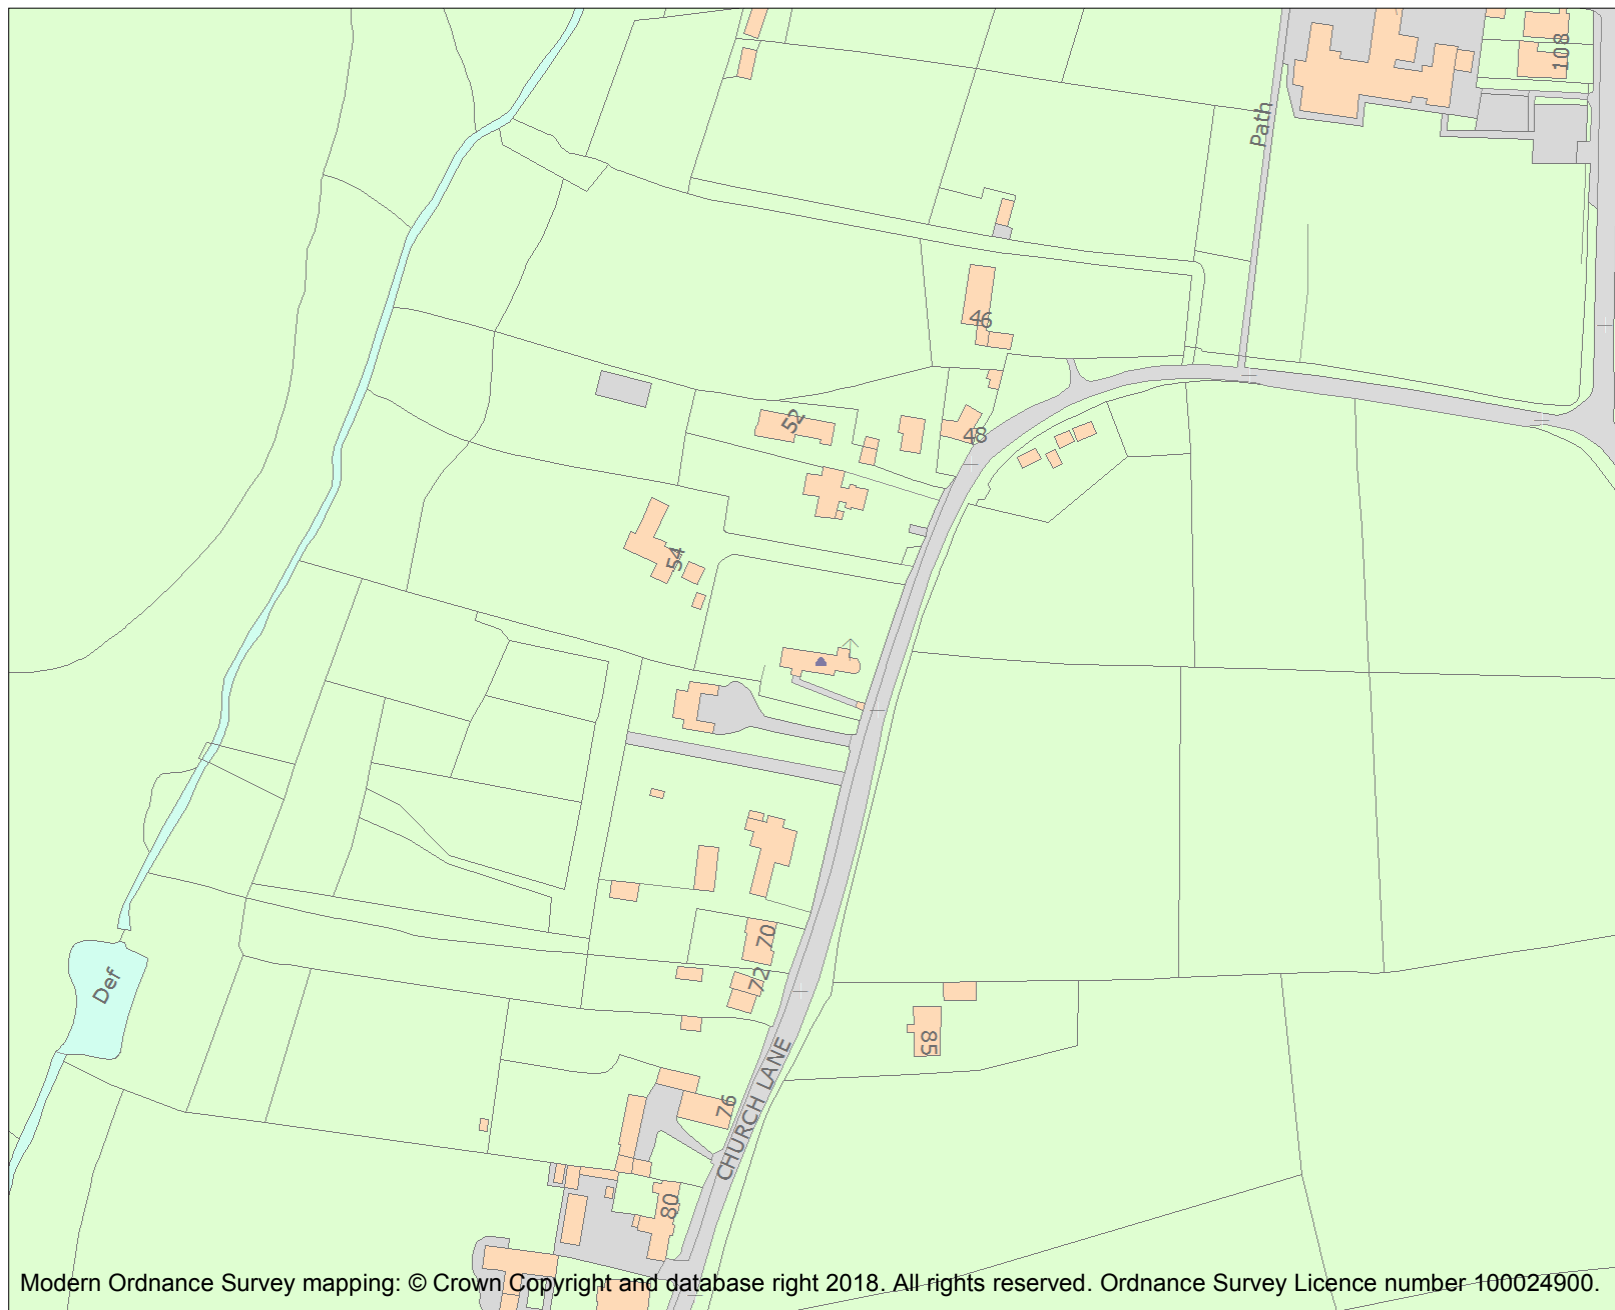 108
Path
46
52
48
54
70
72
Def
85
CHURCH LANE
76
80
Modern Ordnance Survey mapping: © Crown Copyright and database right 2018. All rights reserved. Ordnance Survey Licence number 100024900.